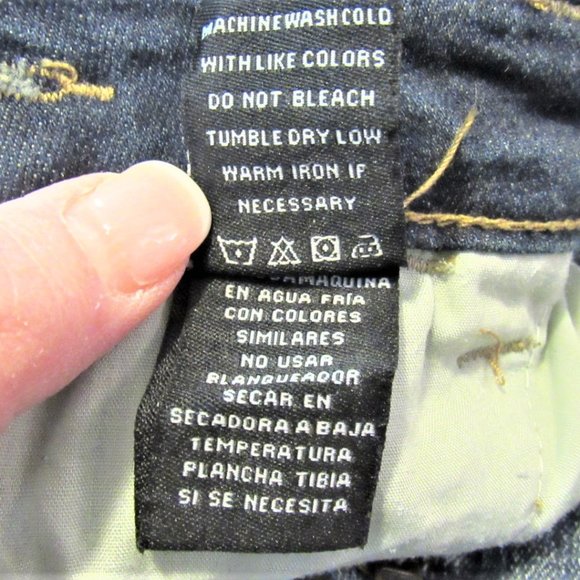 MACHINE WASH COLD
WITH LIKE COLORS
DO NOT BLEACH
TUMBLE DRY LOW
WARM IRON IF
NECESSARY
EN AGUA FRÍA
CON COLORES
SIMILARES
NO USAR
BLANQUEADOR
SECAR EN
SECADORA A BAJA
TEMPERATURA
PLANCHA TIBIA
SI SE NECESITA